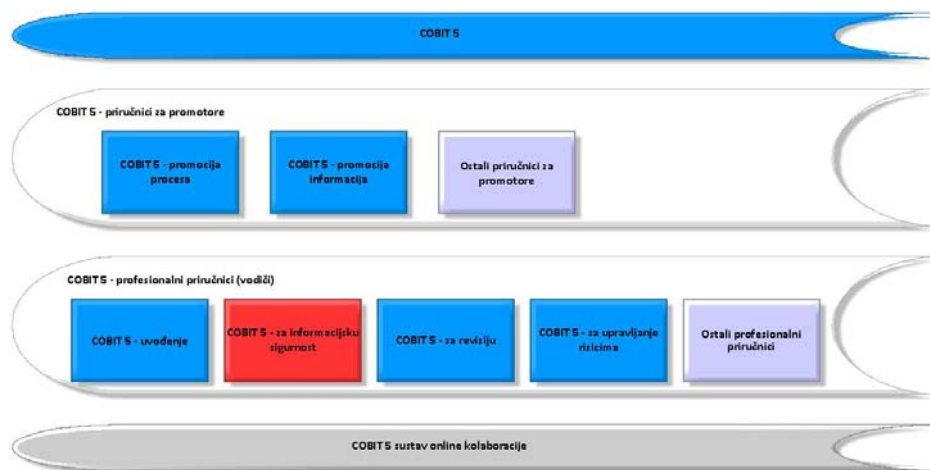 COBIT 5
COBIT 5 - priručnici za promotore
COBIT 5 - promocija
procesa
COBIT 5 - promocija
informacija
Ostali priručnici za
promotore
COBIT 5 - profesionalni priručnici (vodiči)
COBIT 5 - uvođenje
COBIT 5 - za informacijsku
sigurnost
COBIT 5 - za reviziju
COBIT 5 - za upravljanje
rizicima
Ostali profesionalni
priručnici
COBIT 5 sustav online kolaboracije